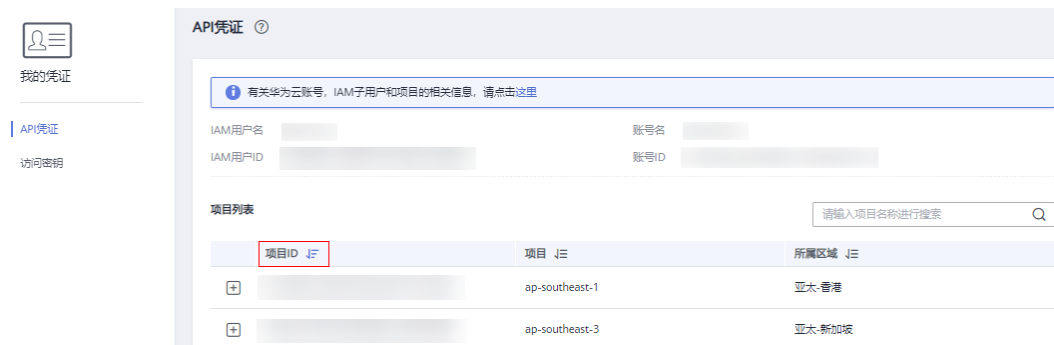 我的凭证
API凭证
访问密钥
API凭证
有关华为云账号，IAM子用户和项目的相关信息，请点击这里
IAM用户名 账号名
IAM用户ID 账号ID
项目列表
请输入项目名称进行搜索
项目ID 项目 所属区域
ap-southeast-1 亚太-香港
ap-southeast-3 亚太-新加坡